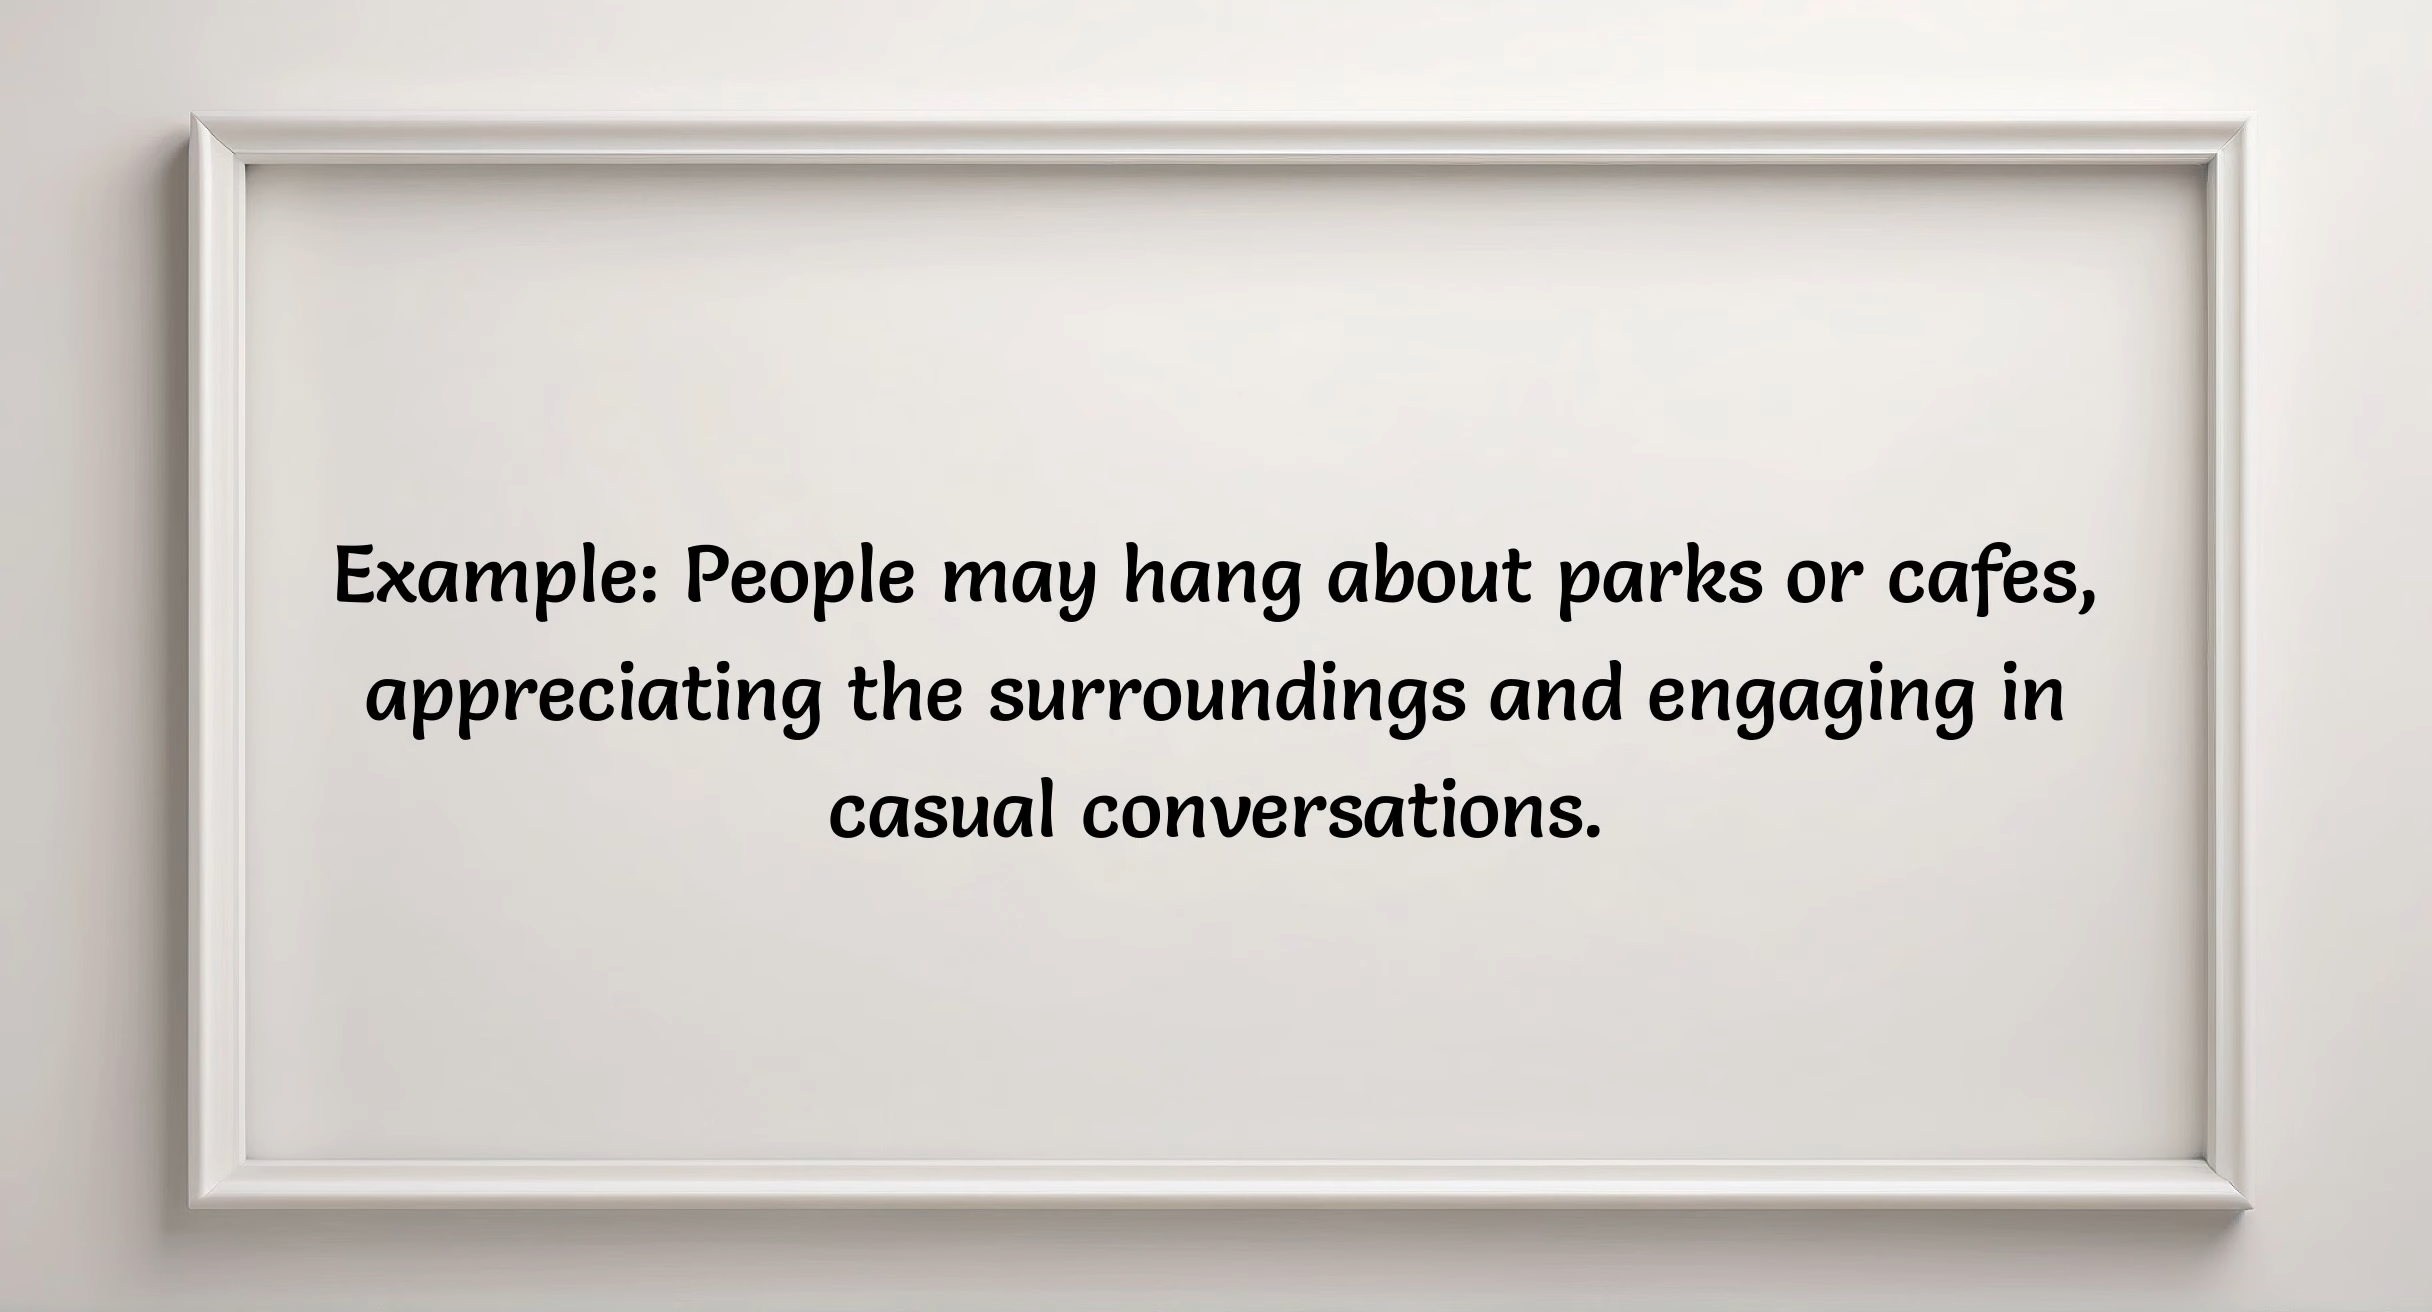 Example: People may hang about parks or cafes,
appreciating the surroundings and engaging in
casual conversations.